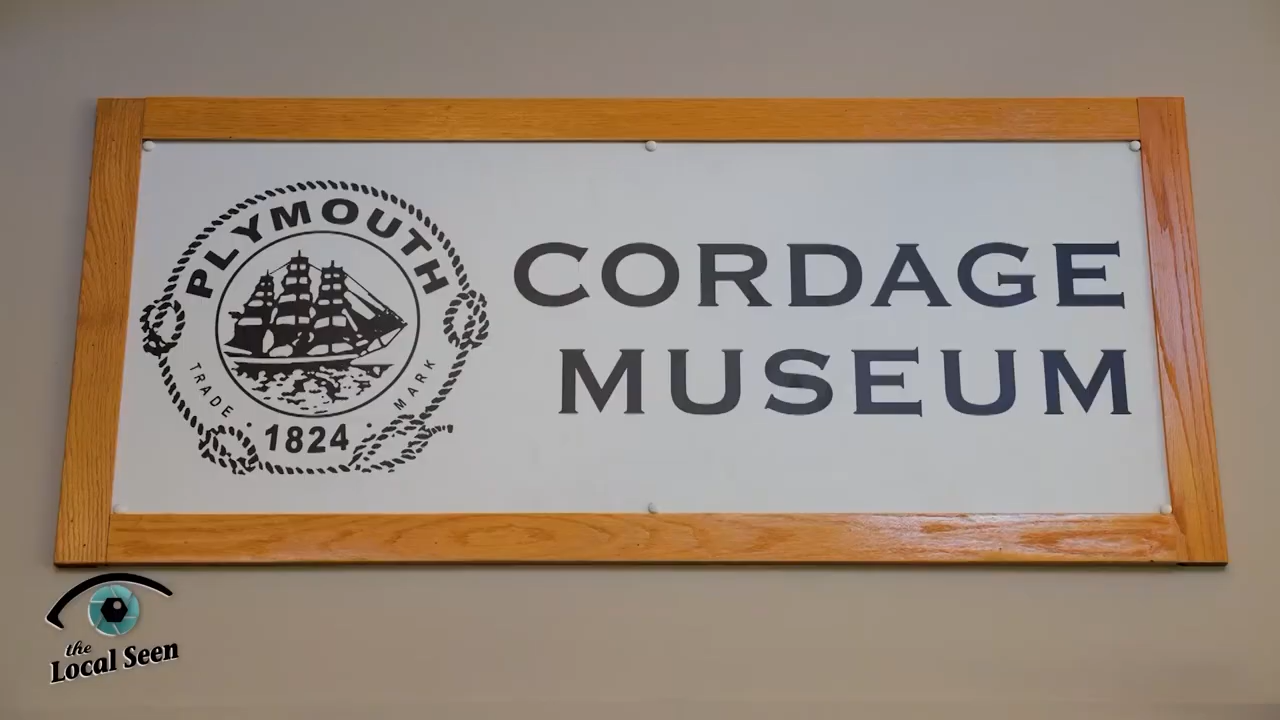 PLYMOUTH
TRADE MARK
1824
CORDAGE
MUSEUM
the
Local Seen